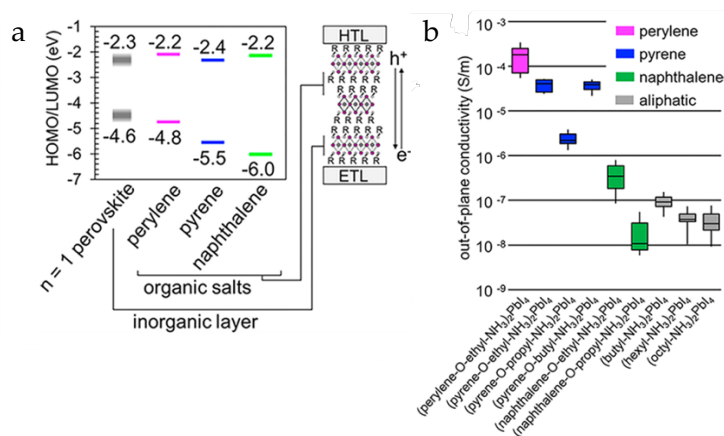 a
HOMO/LUMO (eV)
-1
-2
-3
-4
-5
-6
-7
-2.3
-2.2
-2.4
-2.2
-4.6
-4.8
-5.5
-6.0
n = 1 perovskite
perylene
pyrene
naphthalene
organic salts
inorganic layer
HTL
R R R R R
h+
R R R R R
R R R R R
R R R R R
R R R R R
e-
R R R R R
ETL
b
out-of-plane conductivity (S/m)
10 -3
10 -4
10 -5
10 -6
10 -7
10 -8
10 -9
perylene
pyrene
naphthalene
aliphatic
(perylene-O-ethyl-NH3)2PbI4
(pyrene-O-ethyl-NH3)2PbI4
(pyrene-O-propyl-NH3)2PbI4
(pyrene-O-butyl-NH3)2PbI4
(naphthalene-O-ethyl-NH3)2PbI4
(naphthalene-O-propyl-NH3)2PbI4
(butyl-NH3)2PbI4
(hexyl-NH3)2PbI4
(octyl-NH3)2PbI4